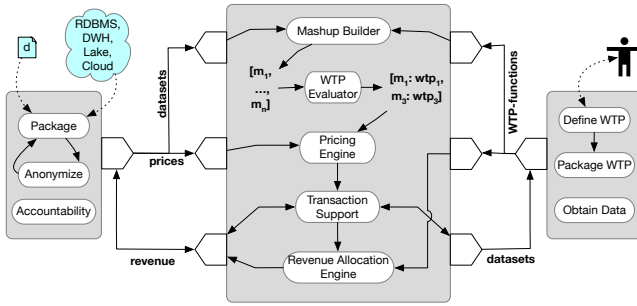 d
RDBMS,
DWH,
Lake,
Cloud
Package
Anonymize
Accountability
datasets
prices
revenue
Mashup Builder
[m1,
...,
mn]
WTP
Evaluator
[m1: wtp1,
m3: wtp3]
Pricing
Engine
Transaction
Support
Revenue Allocation
Engine
WTP-functions
datasets
Define WTP
Package WTP
Obtain Data